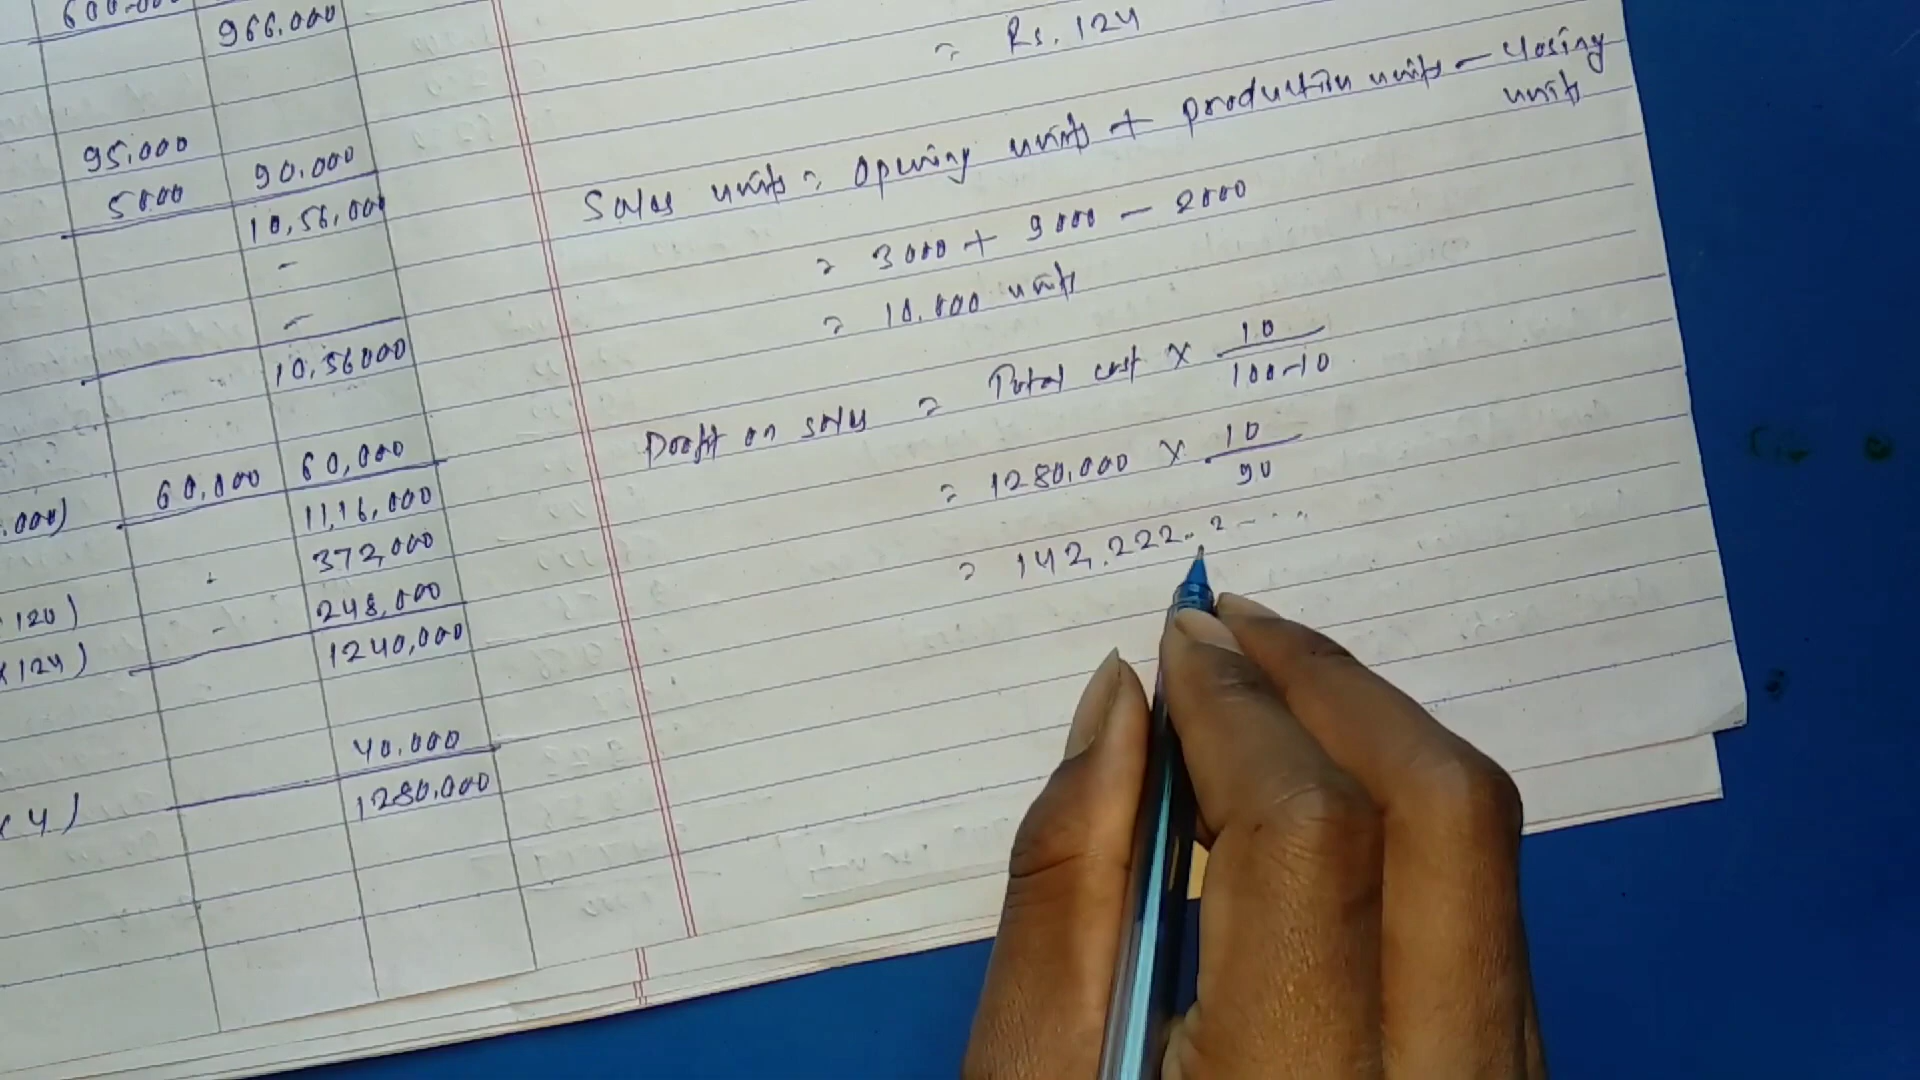 600.000
966.000
95.000
5000 90.000
10,56,000
-
-
10,56000
.000) 60,000 60,000
11,16,000
372,000
120) - 248,000
x 124) 1240,000
40.000
x 4) 1280.000
= Rs. 124
Sales units = Opening units + production units - closing
units
= 3000 + 9000 - 2000
= 10.000 units
Profit on sales = Total cost x 10
100-10
= 1280.000 x 10
90
= 142,222.2....